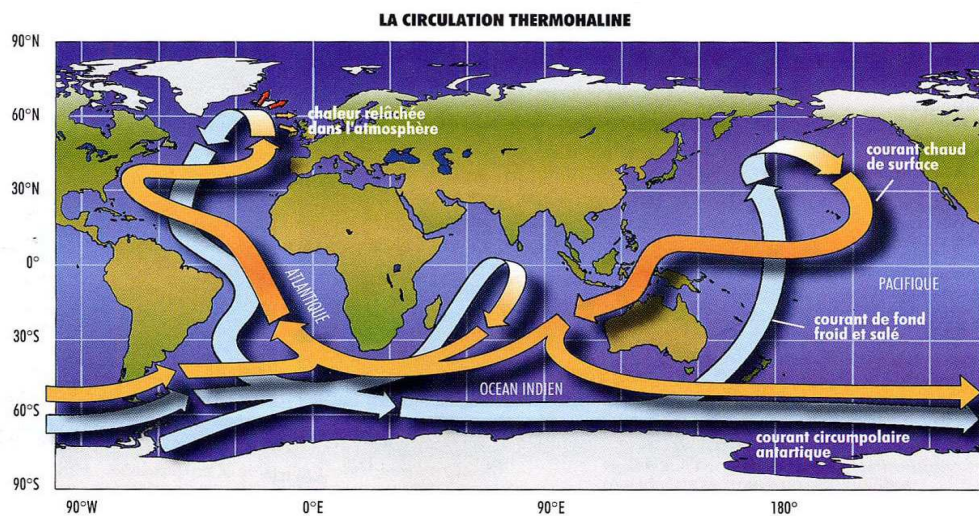 LA CIRCULATION THERMOHALINE
90°N
60°N
30°N
0°
30°S
60°S
90°S
chaleur relâchée
dans l'atmosphère
courant chaud
de surface
ATLANTIQUE
PACIFIQUE
courant de fond
froid et salé
OCEAN INDIEN
courant circumpolaire
antartique
90°W
0°E
90°E
180°